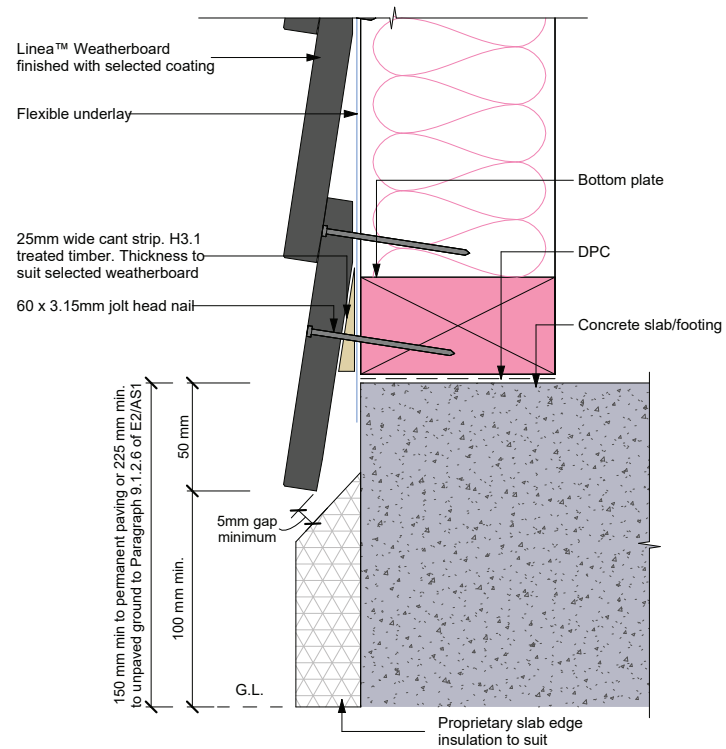 Linea™ Weatherboard
finished with selected coating
Flexible underlay
Bottom plate
25mm wide cant strip. H3.1
treated timber. Thickness to
suit selected weatherboard
DPC
60 x 3.15mm jolt head nail
Concrete slab/footing
150 mm min to permanent paving or 225 mm min.
to unpaved ground to Paragraph 9.1.2.6 of E2/AS1
50 mm
5mm gap
minimum
100 mm min.
G.L.
Proprietary slab edge
insulation to suit